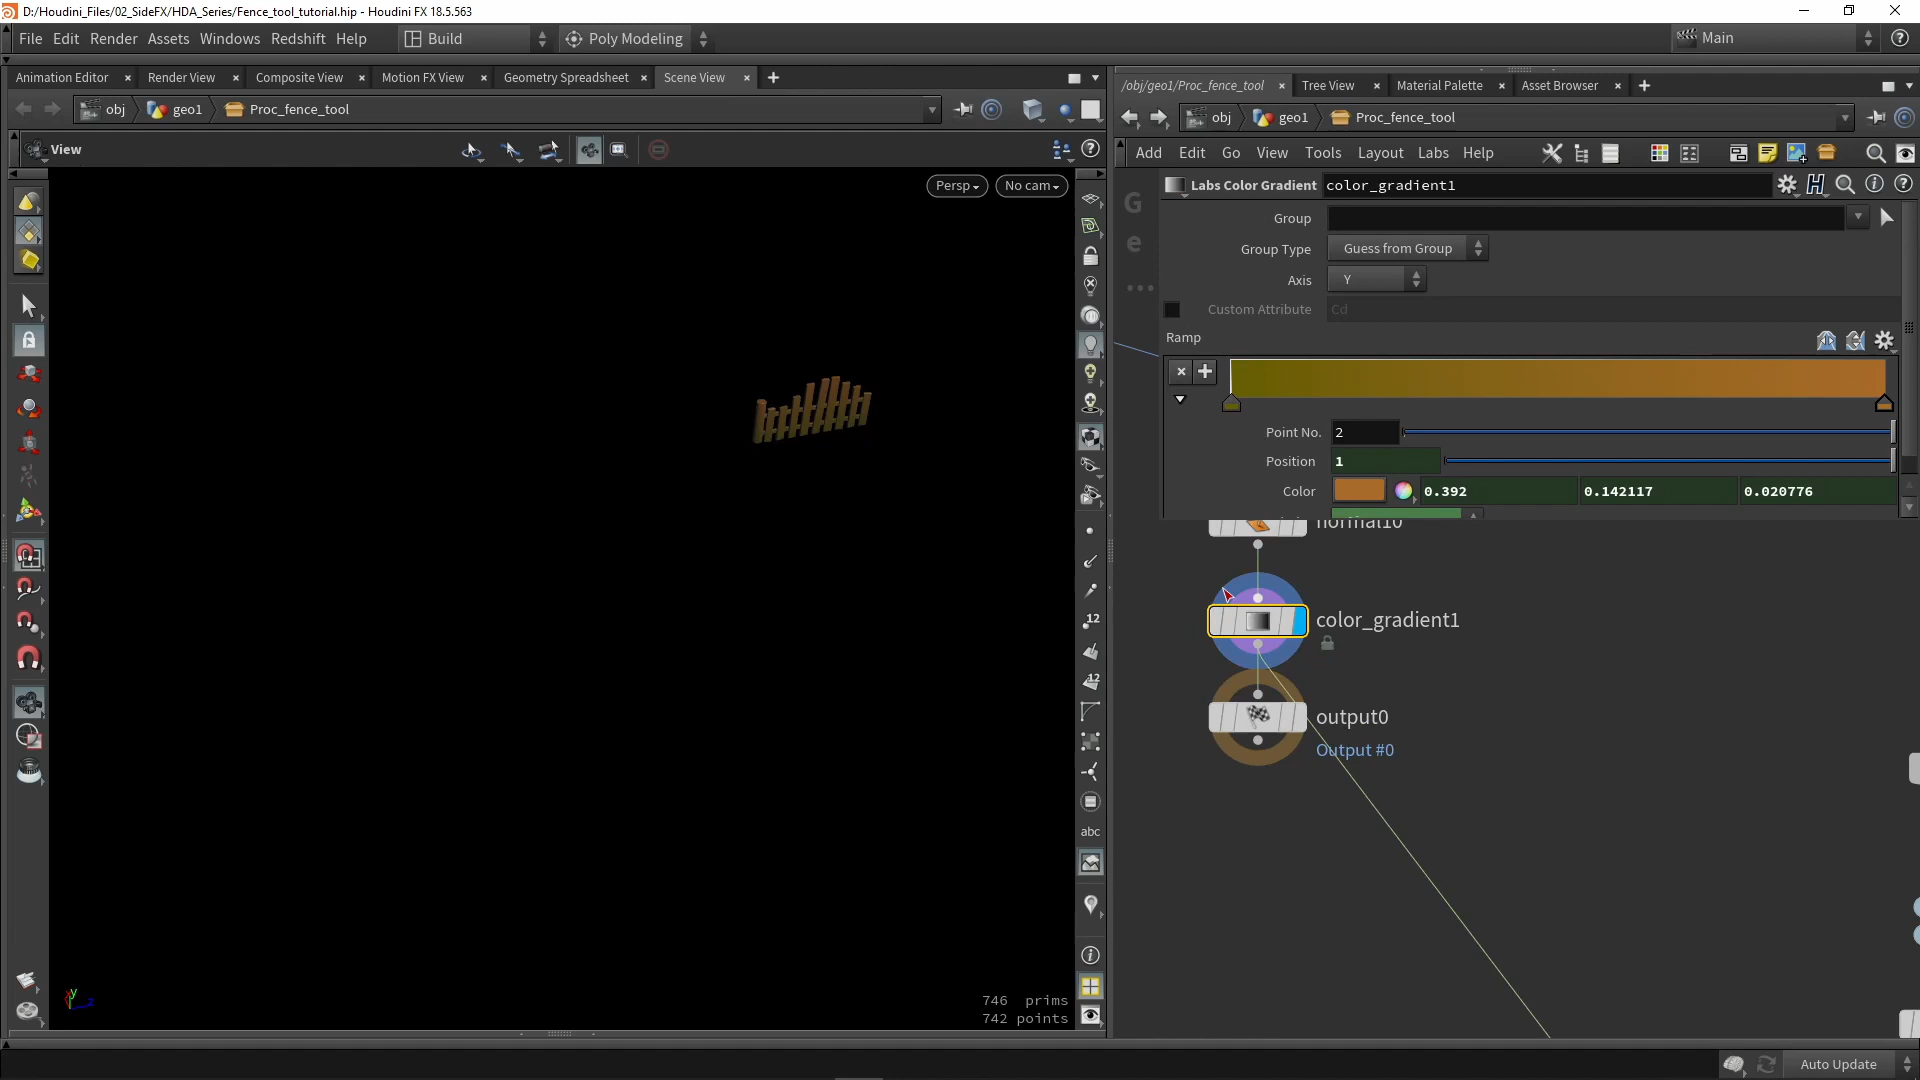 D:/Houdini_Files/02_SideFX/HDA_Series/Fence_tool_tutorial.hip - Houdini FX 18.5.563
File Edit Render Assets Windows Redshift Help Build Poly Modeling Main
Animation Editor Render View Composite View Motion FX View Geometry Spreadsheet Scene View
/obj/geo1/Proc_fence_tool Tree View Material Palette Asset Browser
obj geo1 Proc_fence_tool
obj geo1 Proc_fence_tool
View
Add Edit Go View Tools Layout Labs Help
Persp No cam
Labs Color Gradient color_gradient1
Group
Group Type Guess from Group
Axis Y
Custom Attribute Cd
Ramp
Point No. 2
Position 1
Color 0.392 0.142117 0.020776
G
e
normal10
color_gradient1
output0
Output #0
12
12
abc
y
z
746 prims
742 points
Auto Update